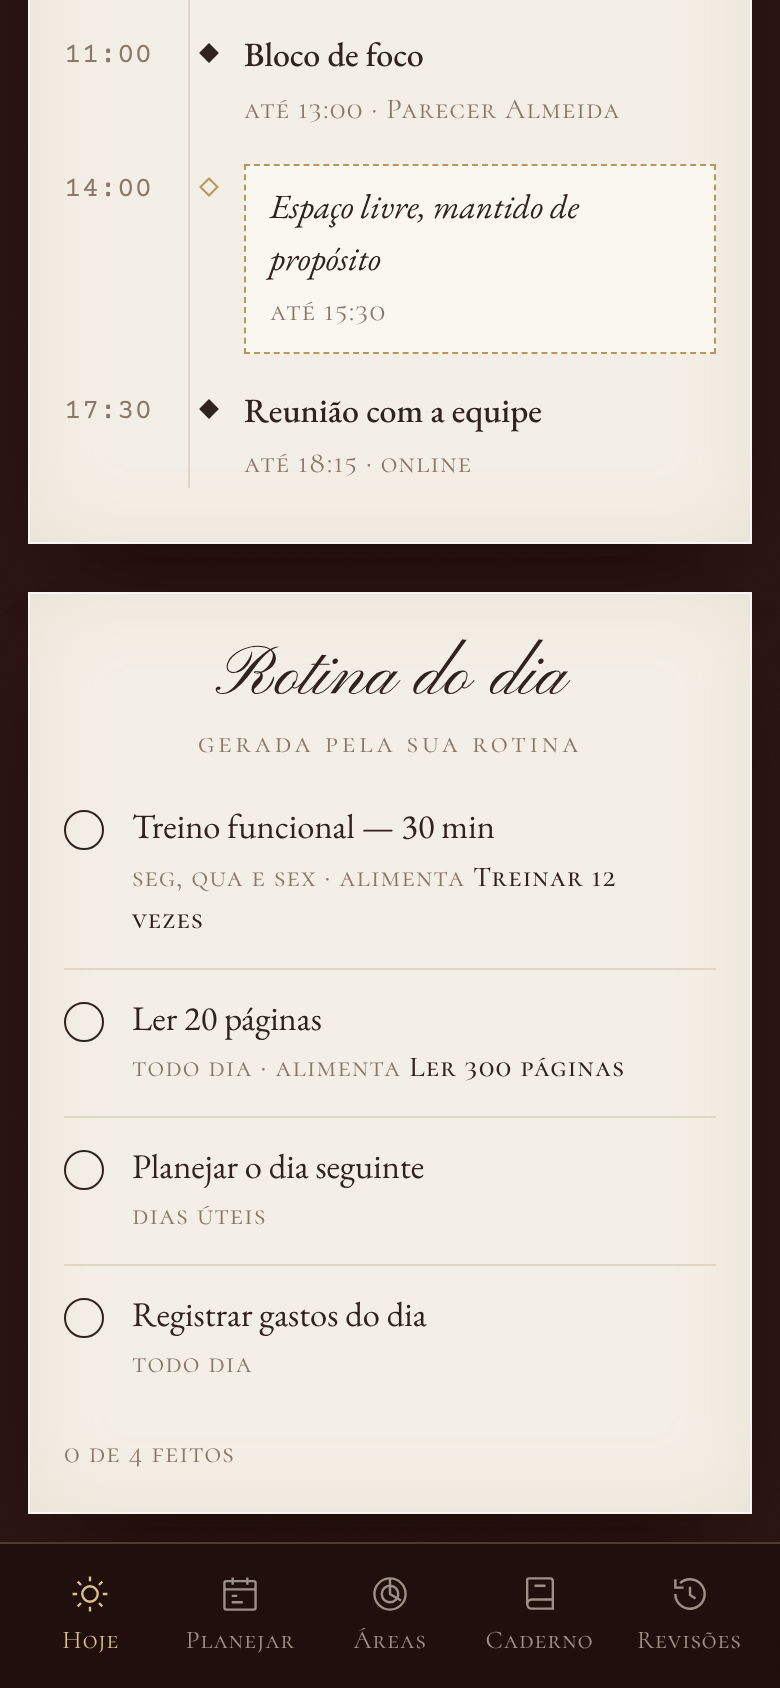 11:00 Bloco de foco
até 13:00 · Parecer Almeida
14:00 Espaço livre, mantido de
propósito
até 15:30
17:30 Reunião com a equipe
até 18:15 · online
Rotina do dia
GERADA PELA SUA ROTINA
Treino funcional — 30 min
seg, qua e sex · alimenta Treinar 12
vezes
Ler 20 páginas
todo dia · alimenta Ler 300 páginas
Planejar o dia seguinte
dias úteis
Registrar gastos do dia
todo dia
0 de 4 feitos
Hoje Planejar Áreas Caderno Revisões